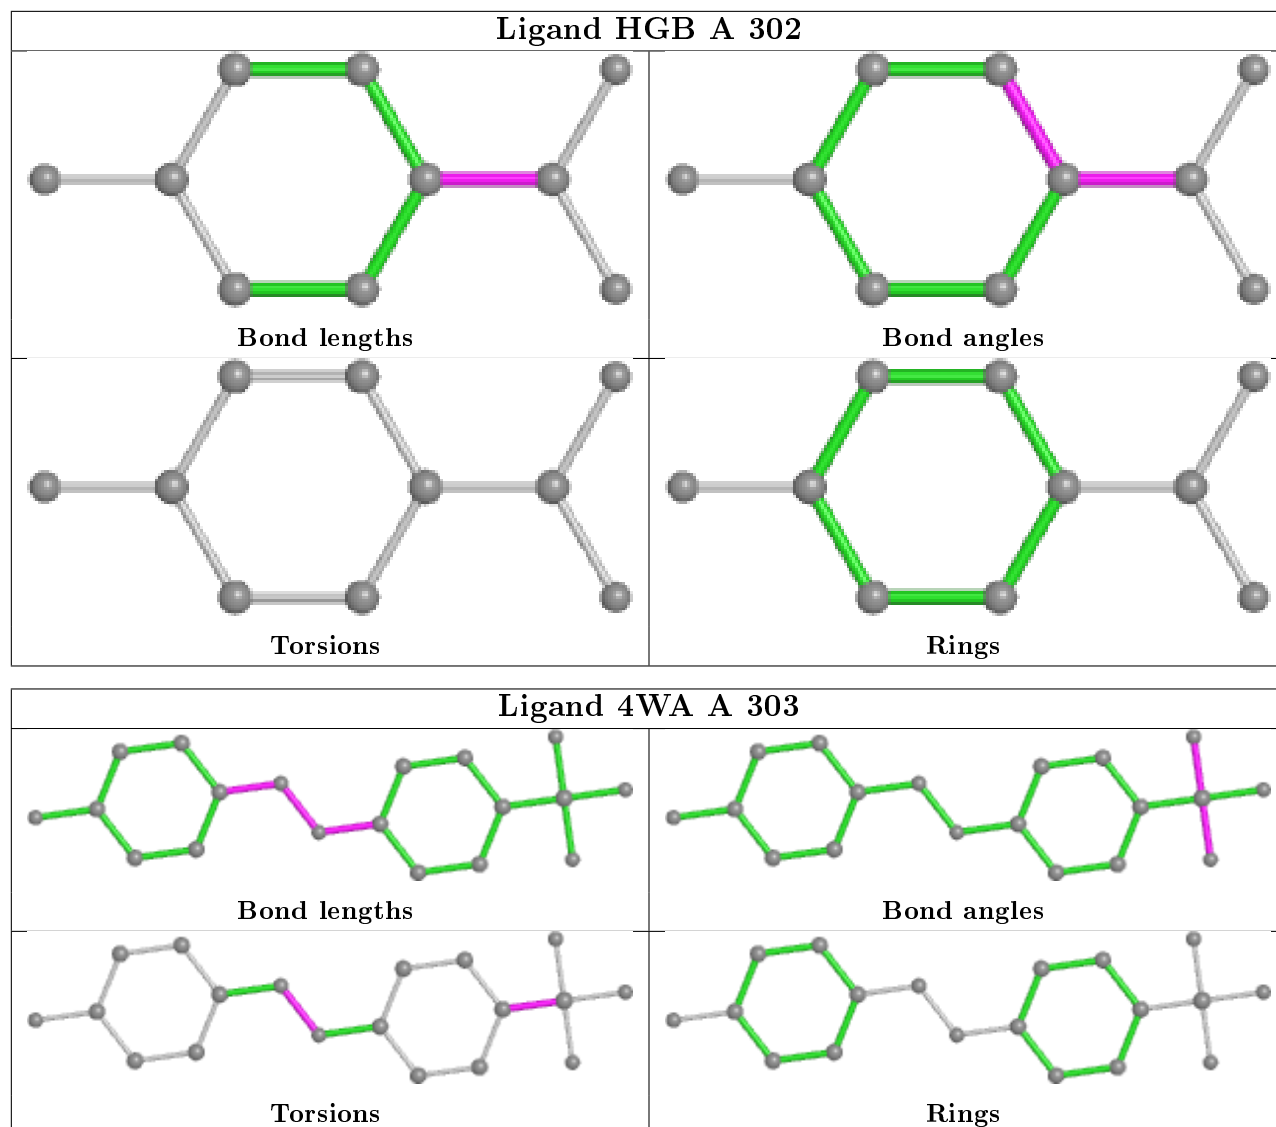 Ligand HGB A 302
Bond lengths
Bond angles
Torsions
Rings
Ligand 4WA A 303
Bond lengths
Bond angles
Torsions
Rings